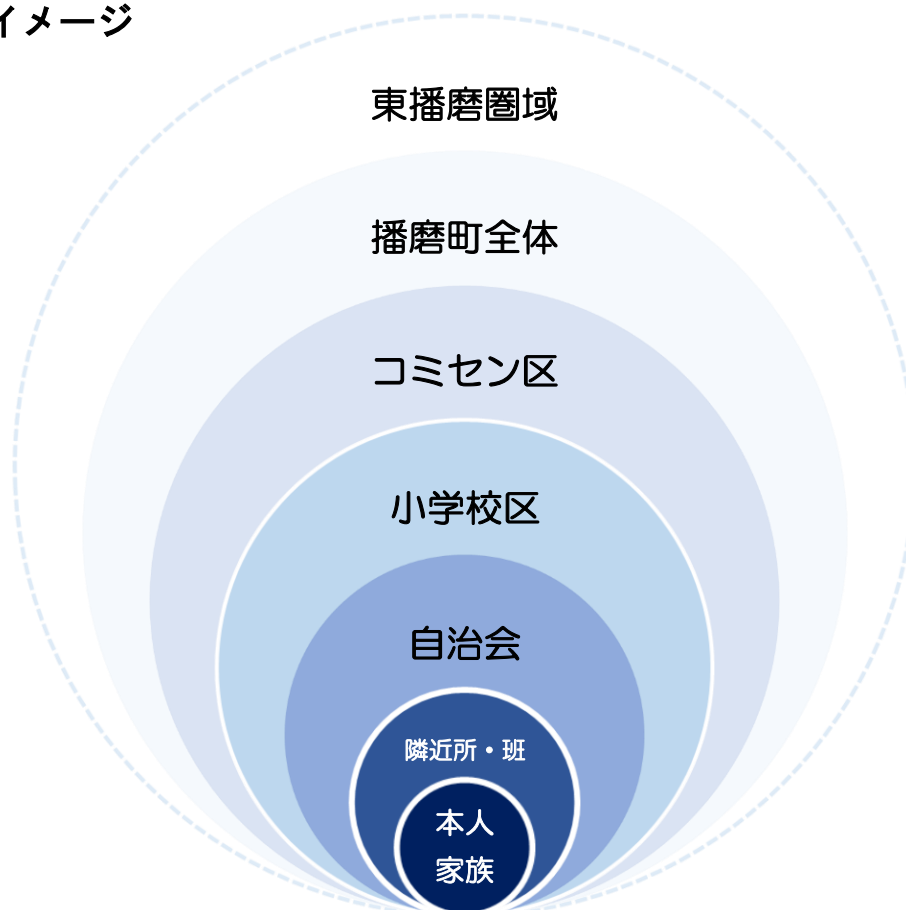 イメージ
東播磨圏域
播磨町全体
コミセン区
小学校区
自治会
隣近所・班
本人
家族